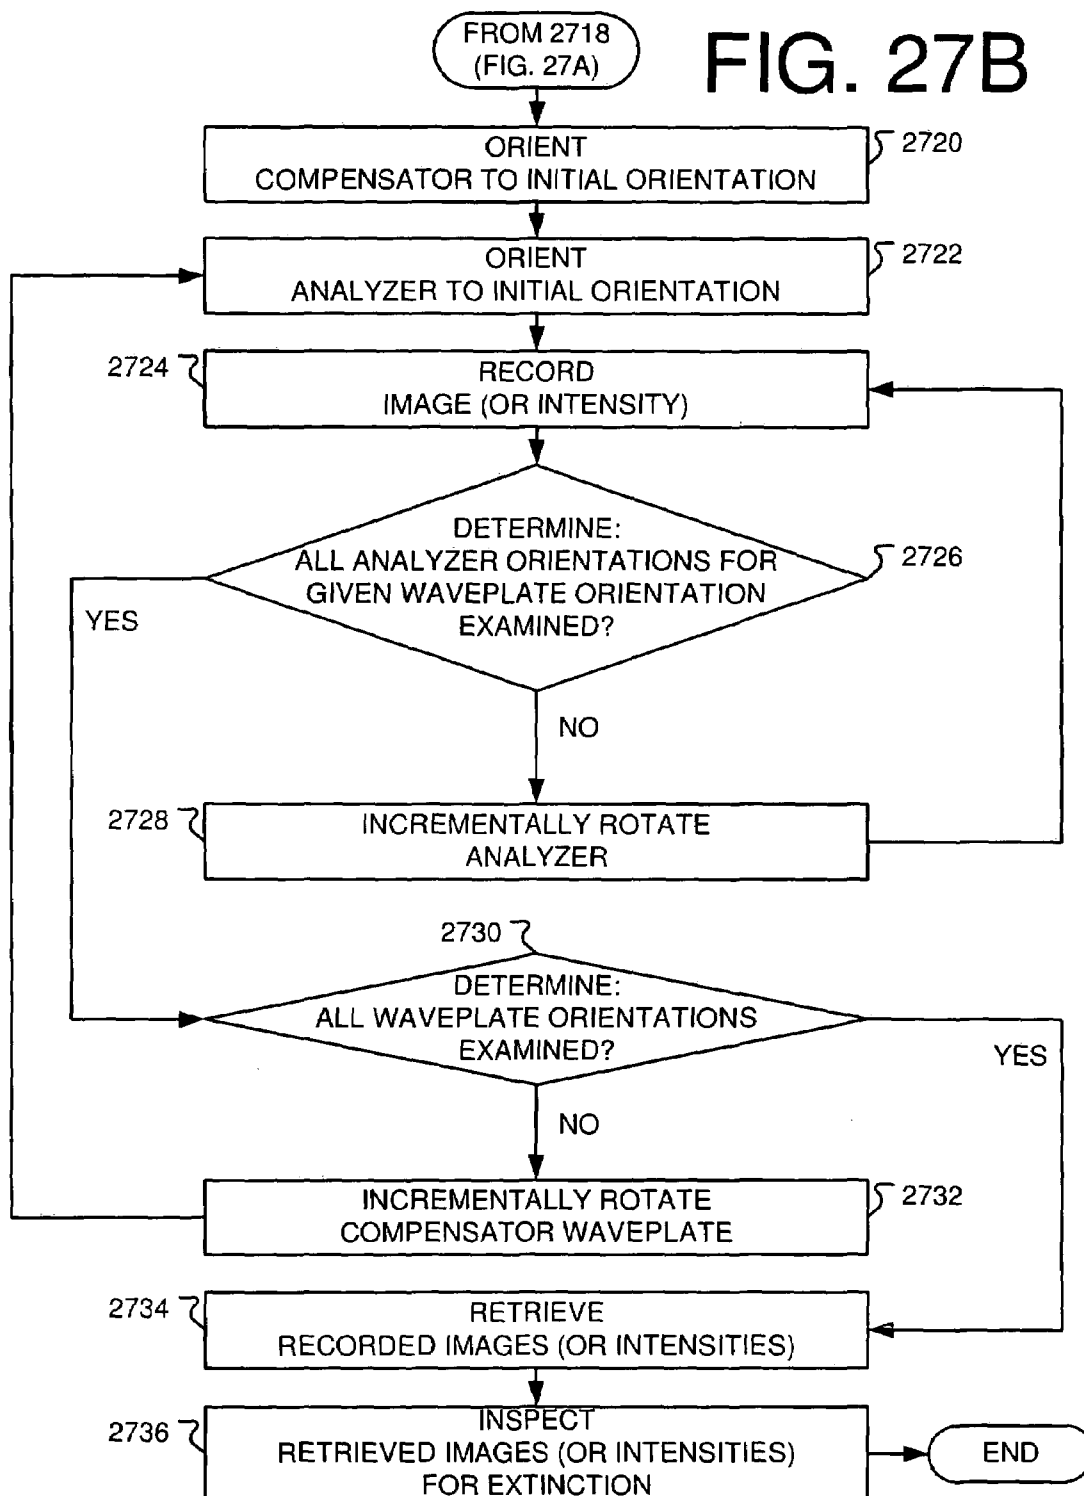 FROM 2718
(FIG. 27A)
FIG. 27B
ORIENT
COMPENSATOR TO INITIAL ORIENTATION
2720
ORIENT
ANALYZER TO INITIAL ORIENTATION
2722
2724
RECORD
IMAGE (OR INTENSITY)
DETERMINE:
ALL ANALYZER ORIENTATIONS FOR
GIVEN WAVEPLATE ORIENTATION
EXAMINED?
2726
YES
NO
2728
INCREMENTALLY ROTATE
ANALYZER
2730
DETERMINE:
ALL WAVEPLATE ORIENTATIONS
EXAMINED?
YES
NO
INCREMENTALLY ROTATE
COMPENSATOR WAVEPLATE
2732
2734
RETRIEVE
RECORDED IMAGES (OR INTENSITIES)
2736
INSPECT
RETRIEVED IMAGES (OR INTENSITIES)
FOR EXTINCTION
END